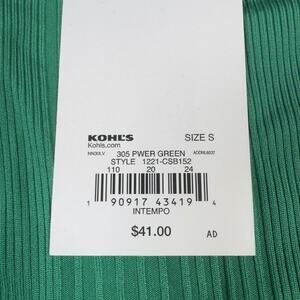 KOHL'S SIZE S
Kohls.com
305 PWER GREEN
STYLE 1221-CSB152
110 20 24
1 90917 43419 4
INTEMPO
$41.00 AD